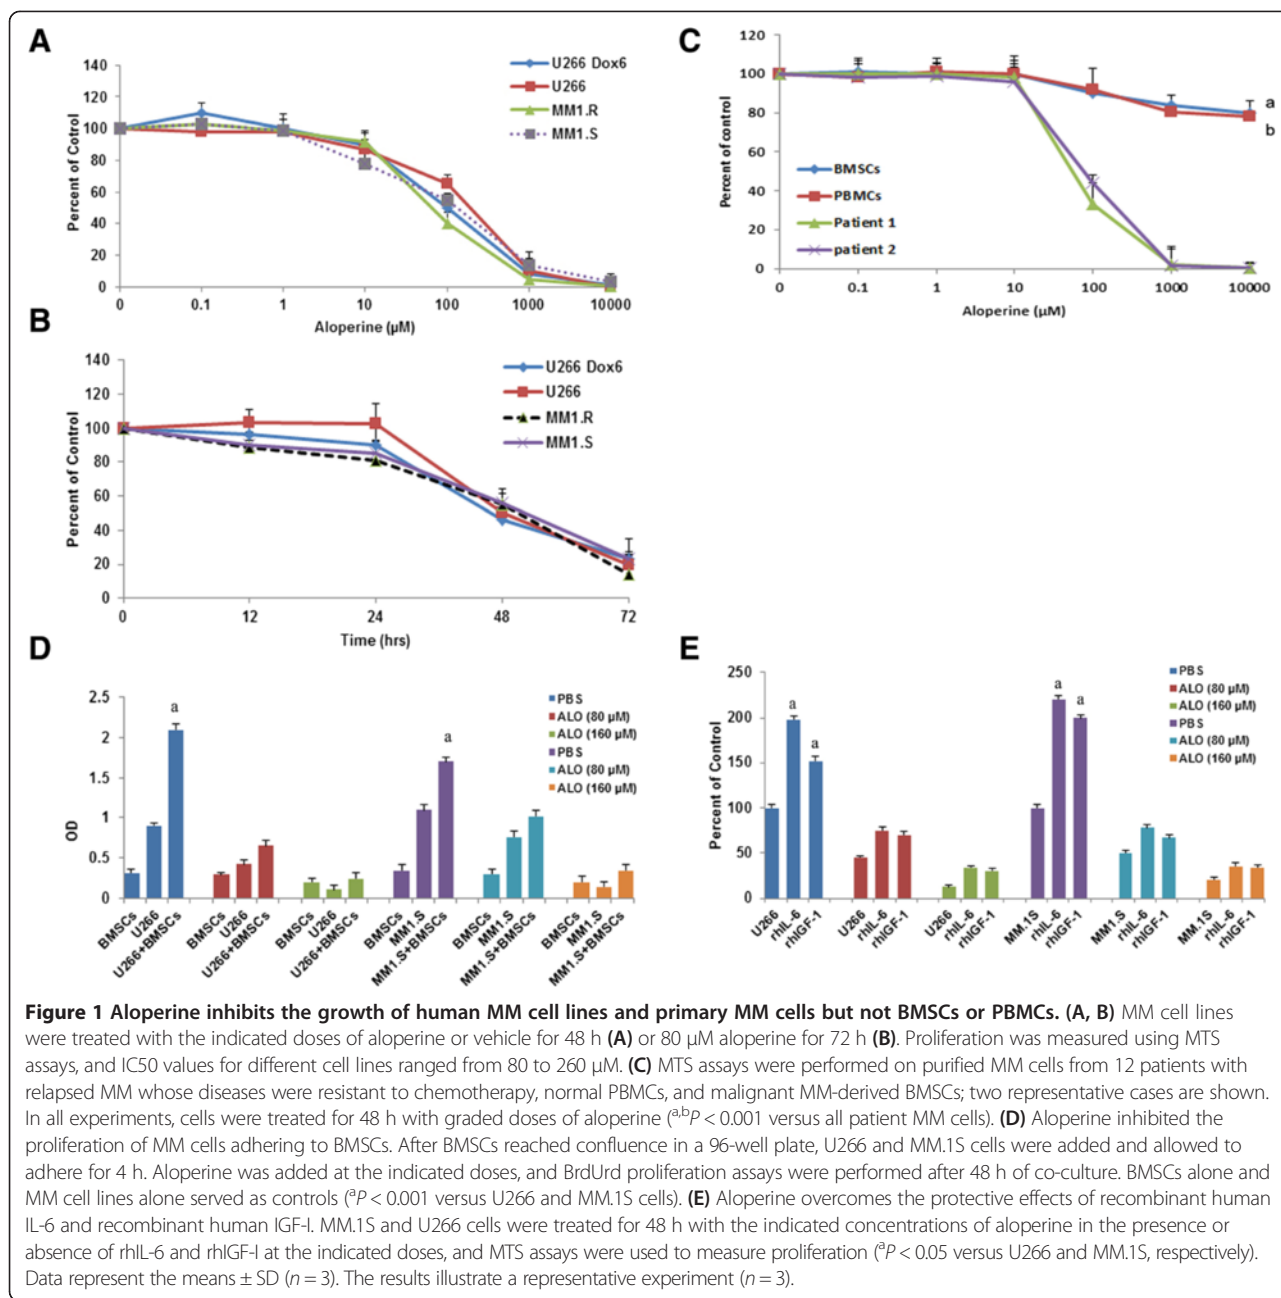 A
140
120
100
80
60
40
20
0
Percent of Control
0 0.1 1 10 100 1000 10000
Aloperine (µM)
U266 Dox6
U266
MM1.R
MM1.S
C
120
100
80
60
40
20
0
Percent of control
0 0.1 1 10 100 1000 10000
Aloperine (µM)
BMSCs
PBMCs
Patient 1
patient 2
a
b
B
140
120
100
80
60
40
20
0
Percent of Control
0 12 24 48 72
Time (hrs)
U266 Dox6
U266
MM1.R
MM1.S
D
2.5
2
1.5
1
0.5
0
OD
a
a
PBS
ALO (80 µM)
ALO (160 µM)
PBS
ALO (80 µM)
ALO (160 µM)
BMSCs U266 U266+BMSCs BMSCs U266 U266+BMSCs BMSCs U266 U266+BMSCs BMSCs MM1.S MM1.S+BMSCs BMSCs MM1.S MM1.S+BMSCs BMSCs MM1.S MM1.S+BMSCs
E
250
200
150
100
50
0
Percent of Control
a
a
a
a
PBS
ALO (80 µM)
ALO (160 µM)
PBS
ALO (80 µM)
ALO (160 µM)
U266 rhIL-6 rhIGF-1 U266 rhIL-6 rhIGF-1 U266 rhIL-6 rhIGF-1 MM.1S rhIL-6 rhIGF-1 MM1.S rhIL-6 rhIGF-1 MM.1S rhIL-6 rhIGF-1
Figure 1 Aloperine inhibits the growth of human MM cell lines and primary MM cells but not BMSCs or PBMCs. (A, B) MM cell lines
were treated with the indicated doses of aloperine or vehicle for 48 h (A) or 80 µM aloperine for 72 h (B). Proliferation was measured using MTS
assays, and IC50 values for different cell lines ranged from 80 to 260 µM. (C) MTS assays were performed on purified MM cells from 12 patients with
relapsed MM whose diseases were resistant to chemotherapy, normal PBMCs, and malignant MM-derived BMSCs; two representative cases are shown.
In all experiments, cells were treated for 48 h with graded doses of aloperine (a,bP < 0.001 versus all patient MM cells). (D) Aloperine inhibited the
proliferation of MM cells adhering to BMSCs. After BMSCs reached confluence in a 96-well plate, U266 and MM.1S cells were added and allowed to
adhere for 4 h. Aloperine was added at the indicated doses, and BrdUrd proliferation assays were performed after 48 h of co-culture. BMSCs alone and
MM cell lines alone served as controls (aP < 0.001 versus U266 and MM.1S cells). (E) Aloperine overcomes the protective effects of recombinant human
IL-6 and recombinant human IGF-I. MM.1S and U266 cells were treated for 48 h with the indicated concentrations of aloperine in the presence or
absence of rhIL-6 and rhIGF-I at the indicated doses, and MTS assays were used to measure proliferation (aP < 0.05 versus U266 and MM.1S, respectively).
Data represent the means ± SD (n = 3). The results illustrate a representative experiment (n = 3).